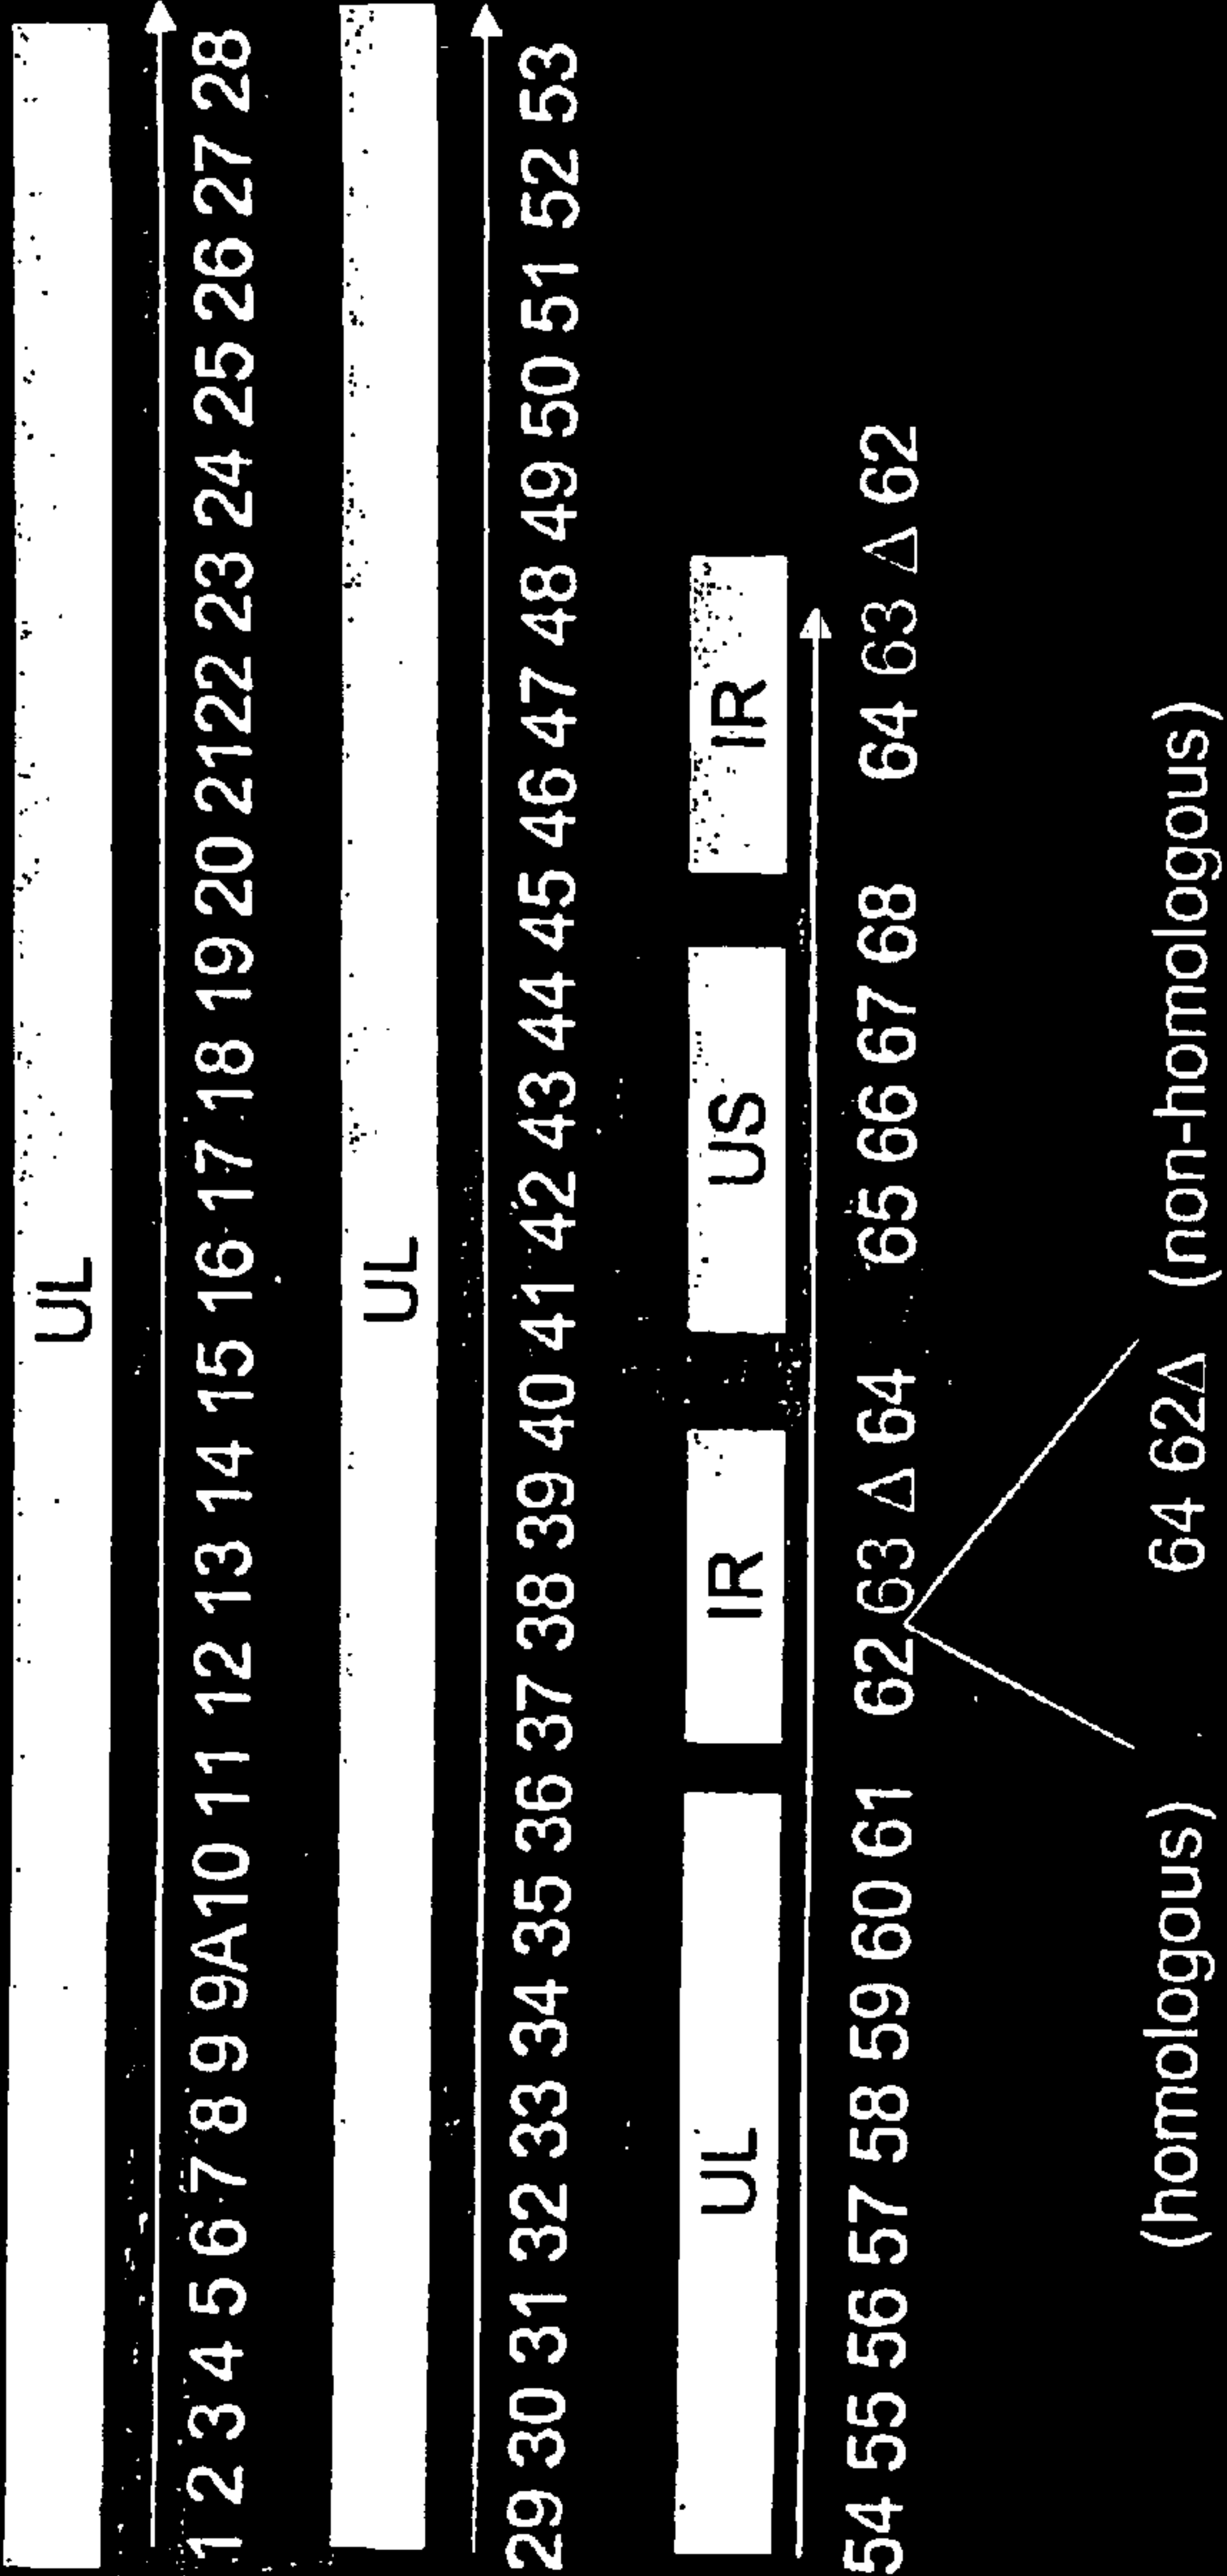 UL
1 2 3 4 5 6 7 8 9 9A10 11 12 13 14 15 16 17 18 19 20 2122 23 24 25 26 27 28
UL
29 30 31 32 33 34 35 36 37 38 39 40 41 42 43 44 45 46 47 48 49 50 51 52 53
UL IR US IR
54 55 56 57 58 59 60 61 62 63 Δ 64 65 66 67 68 64 63 Δ 62
(homologous) 64 62Δ (non-homologous)